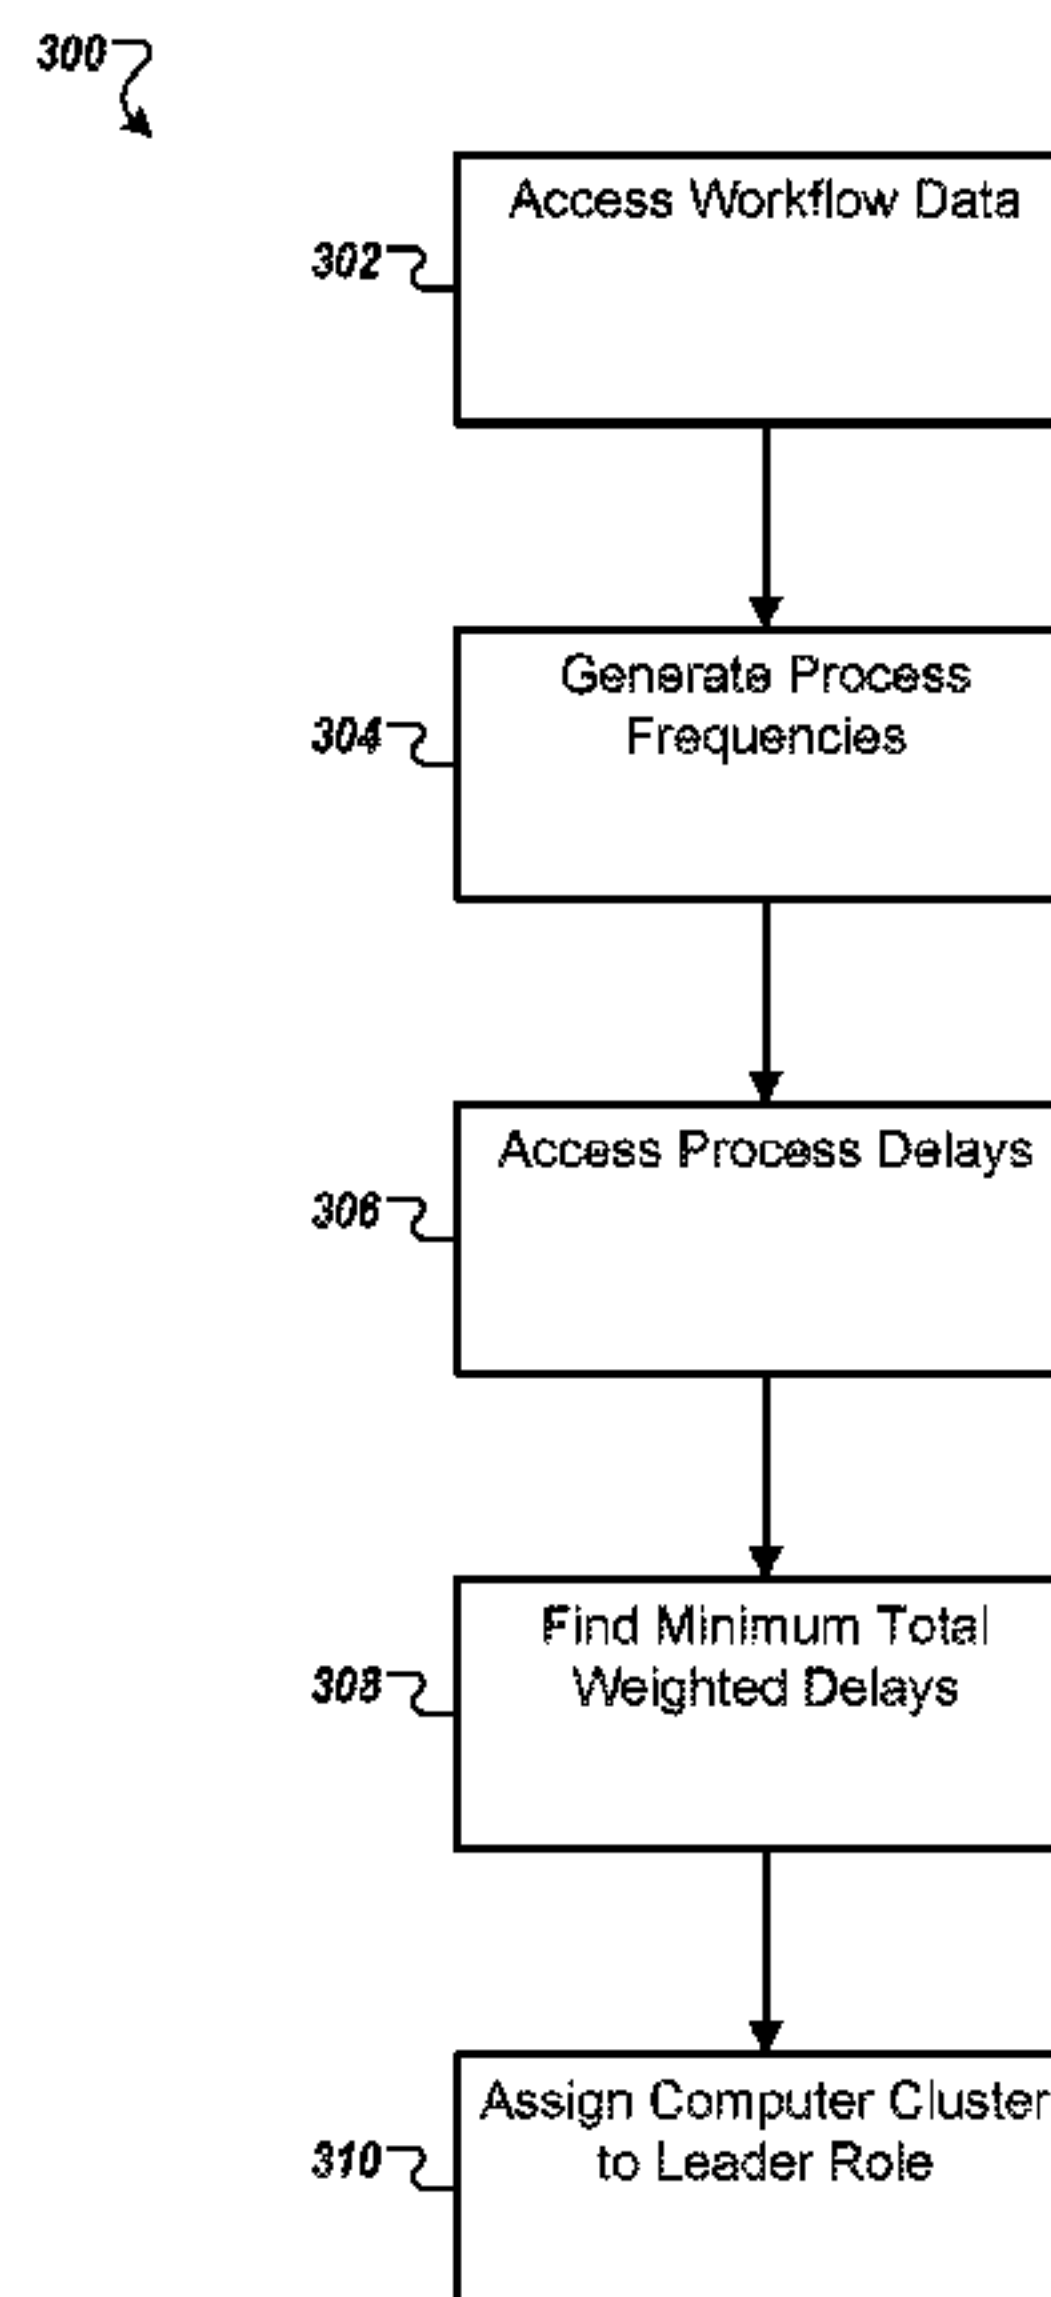 300
302
Access Workflow Data
304
Generate Process
Frequencies
306
Access Process Delays
308
Find Minimum Total
Weighted Delays
310
Assign Computer Cluster
to Leader Role